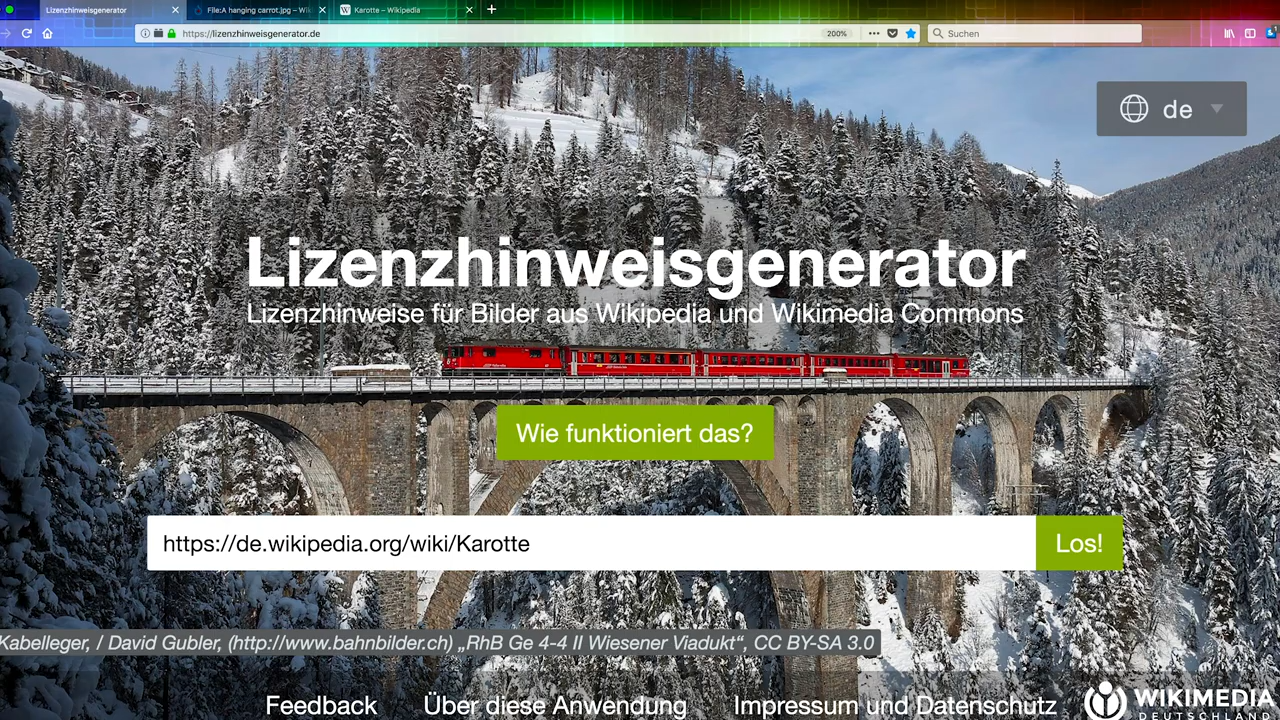 Lizenzhinweisgenerator
File:A hanging carrot.jpg – Wik
Karotte – Wikipedia
https://lizenzhinweisgenerator.de
200%
Suchen
de
Lizenzhinweisgenerator
Lizenzhinweise für Bilder aus Wikipedia und Wikimedia Commons
Wie funktioniert das?
https://de.wikipedia.org/wiki/Karotte
Los!
Kabelleger, / David Gubler, (http://www.bahnbilder.ch) „RhB Ge 4-4 II Wiesener Viadukt“, CC BY-SA 3.0
Feedback
Über diese Anwendung
Impressum und Datenschutz
WIKIMEDIA
DEUTSCHLAND